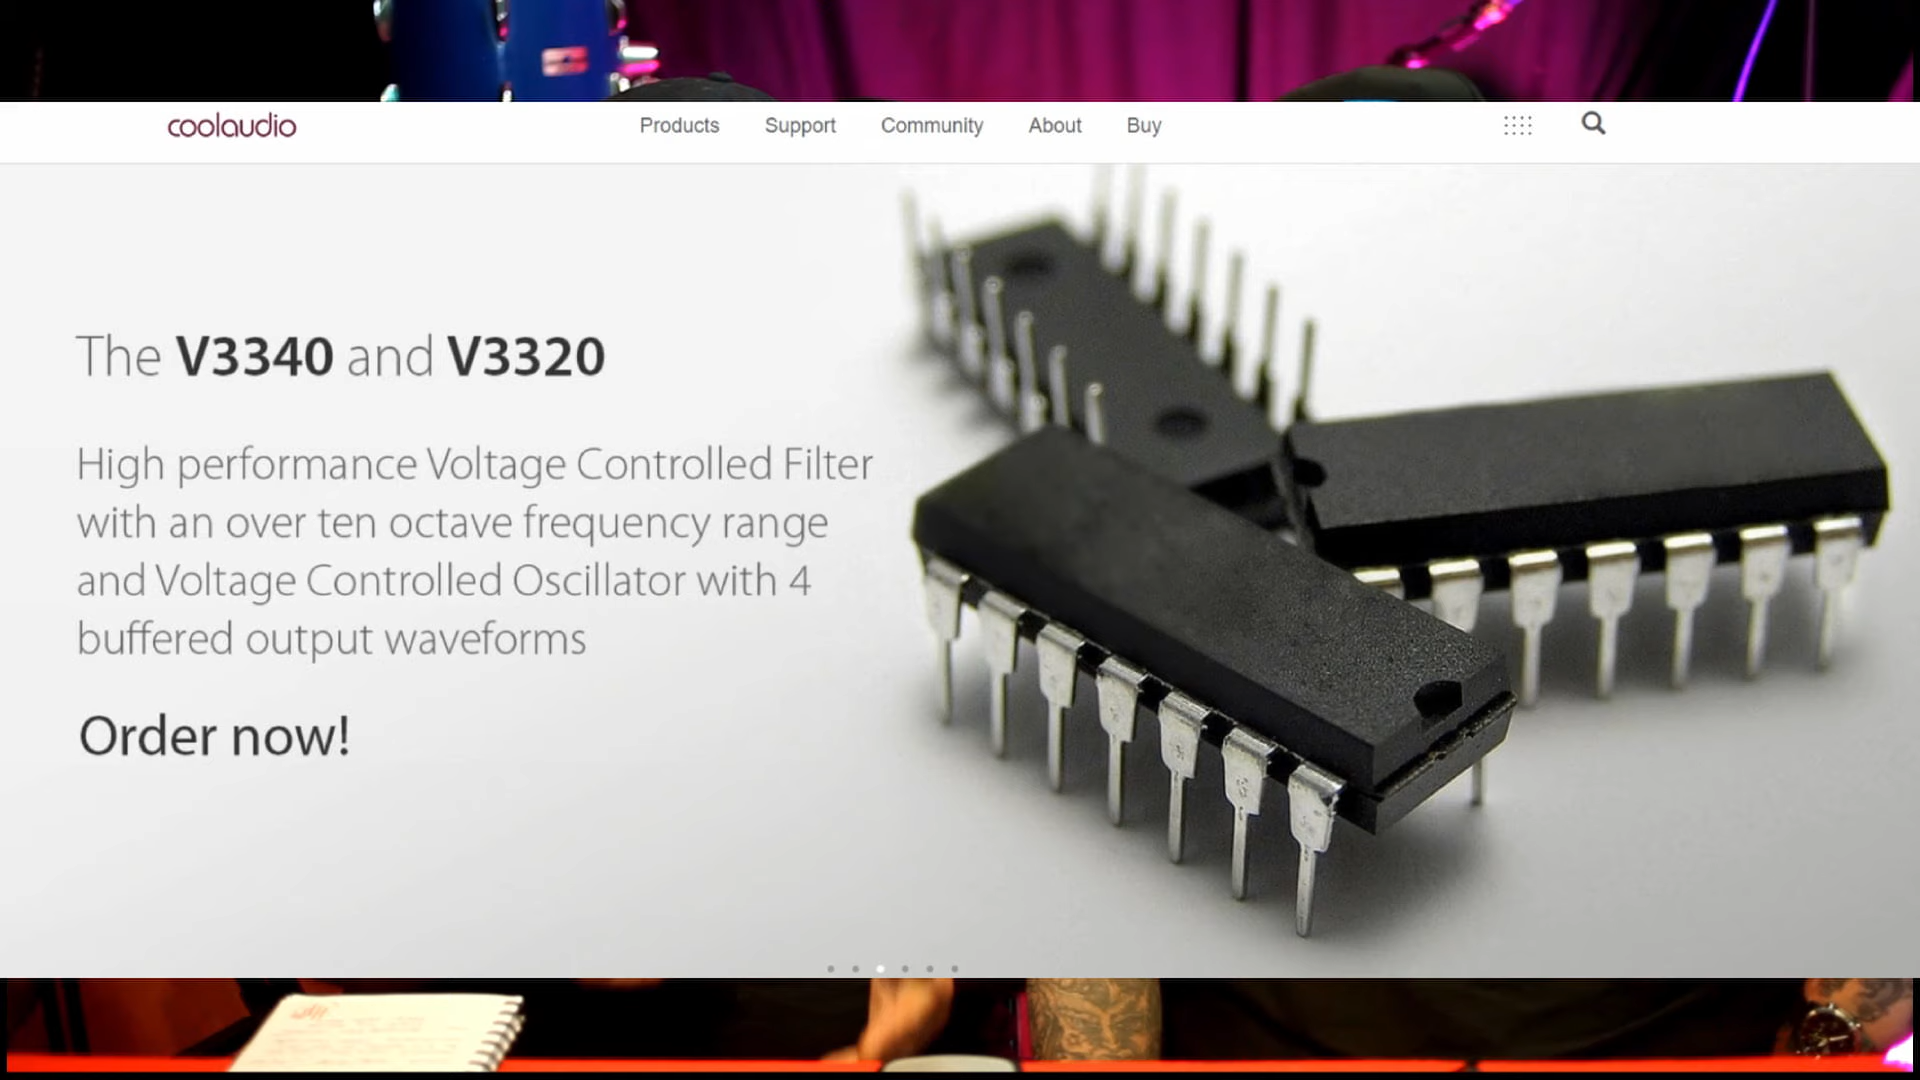 coolaudio
Products Support Community About Buy
The V3340 and V3320
High performance Voltage Controlled Filter
with an over ten octave frequency range
and Voltage Controlled Oscillator with 4
buffered output waveforms
Order now!